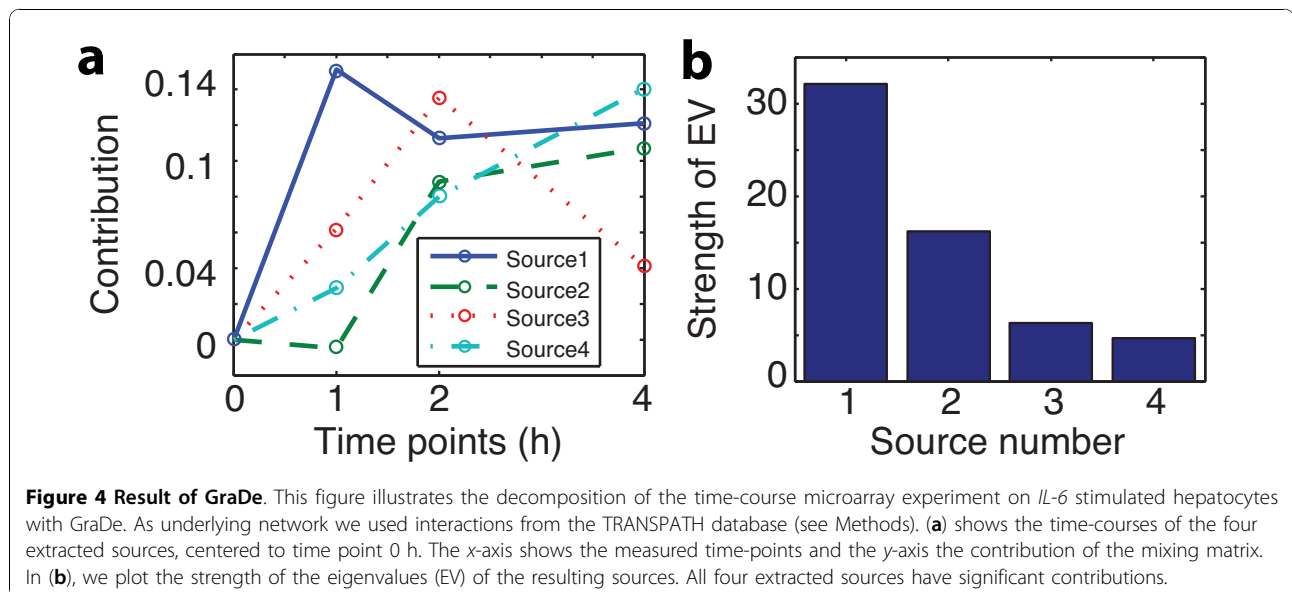 a
0.14
0.1
0.04
0
Contribution
Source1
Source2
Source3
Source4
0 1 2 4
Time points (h)
b
30
20
10
0
Strength of EV
1 2 3 4
Source number
Figure 4 Result of GraDe. This figure illustrates the decomposition of the time-course microarray experiment on IL-6 stimulated hepatocytes
with GraDe. As underlying network we used interactions from the TRANSPATH database (see Methods). (a) shows the time-courses of the four
extracted sources, centered to time point 0 h. The x-axis shows the measured time-points and the y-axis the contribution of the mixing matrix.
In (b), we plot the strength of the eigenvalues (EV) of the resulting sources. All four extracted sources have significant contributions.